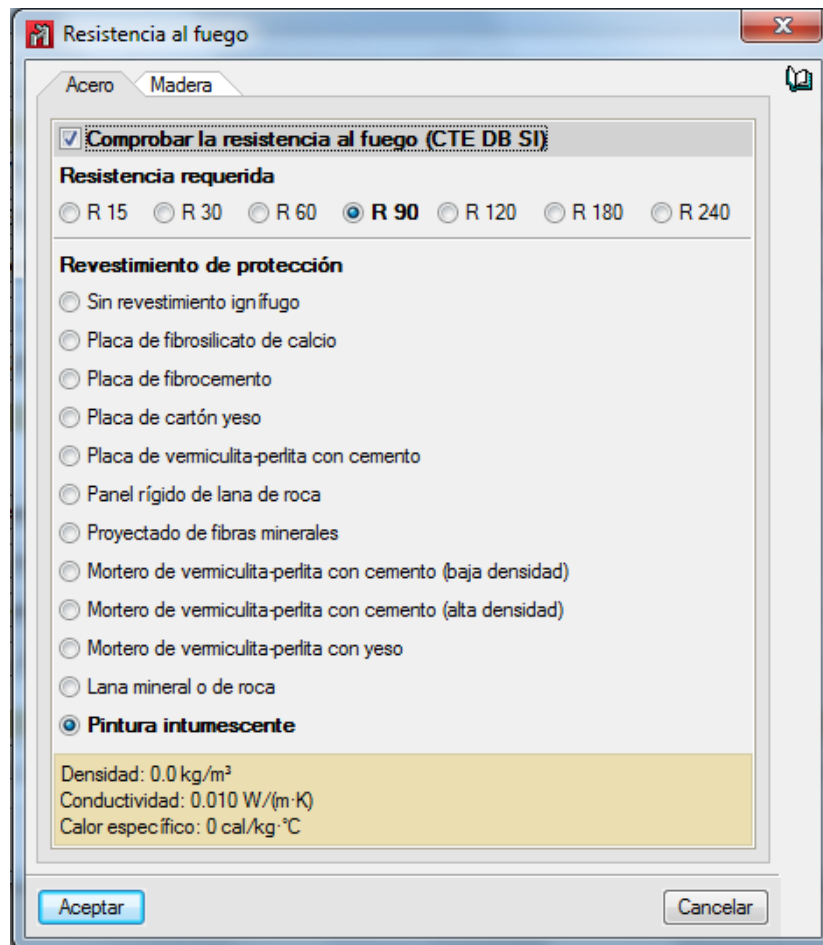 Resistencia al fuego
Acero Madera
Comprobar la resistencia al fuego (CTE DB SI)
Resistencia requerida
R 15 R 30 R 60 R 90 R 120 R 180 R 240
Revestimiento de protección
Sin revestimiento ignífugo
Placa de fibrosilicato de calcio
Placa de fibrocemento
Placa de cartón yeso
Placa de vermiculita-perlita con cemento
Panel rígido de lana de roca
Proyectado de fibras minerales
Mortero de vermiculita-perlita con cemento (baja densidad)
Mortero de vermiculita-perlita con cemento (alta densidad)
Mortero de vermiculita-perlita con yeso
Lana mineral o de roca
Pintura intumescente
Densidad: 0.0 kg/m³
Conductividad: 0.010 W/(m·K)
Calor específico: 0 cal/kg·°C
Aceptar Cancelar